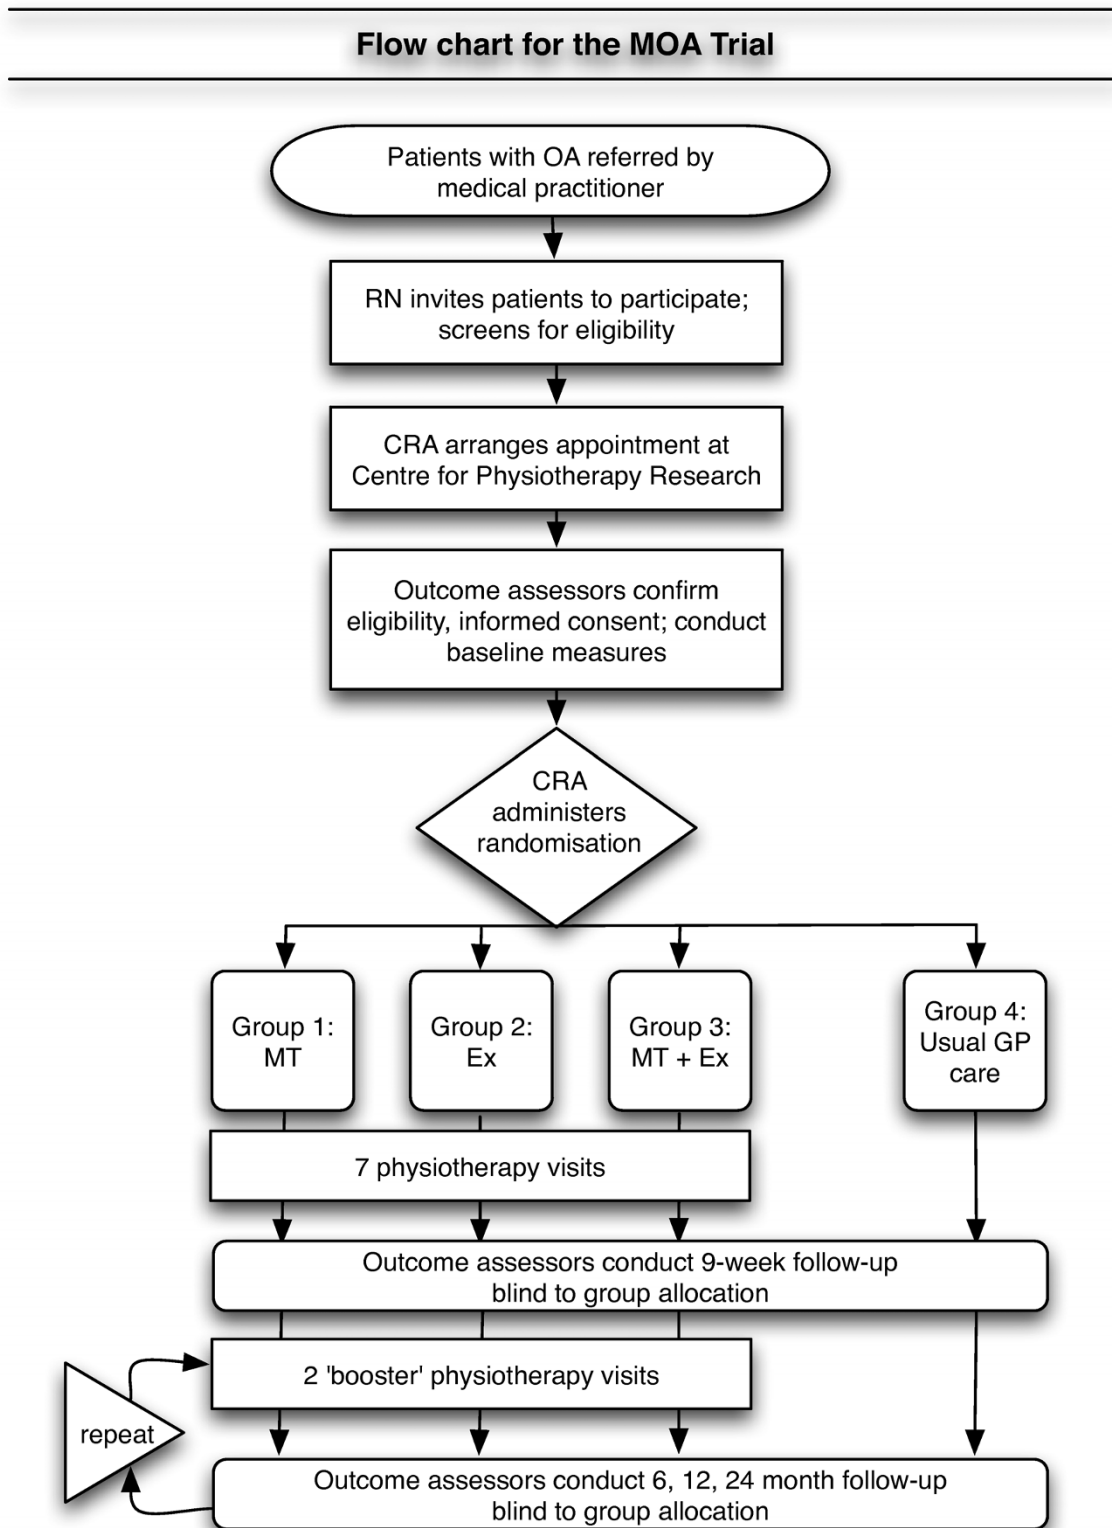 Flow chart for the MOA Trial
Patients with OA referred by
medical practitioner
RN invites patients to participate;
screens for eligibility
CRA arranges appointment at
Centre for Physiotherapy Research
Outcome assessors confirm
eligibility, informed consent; conduct
baseline measures
CRA
administers
randomisation
Group 1:
MT
Group 2:
Ex
Group 3:
MT + Ex
Group 4:
Usual GP
care
7 physiotherapy visits
Outcome assessors conduct 9-week follow-up
blind to group allocation
2 'booster' physiotherapy visits
repeat
Outcome assessors conduct 6, 12, 24 month follow-up
blind to group allocation